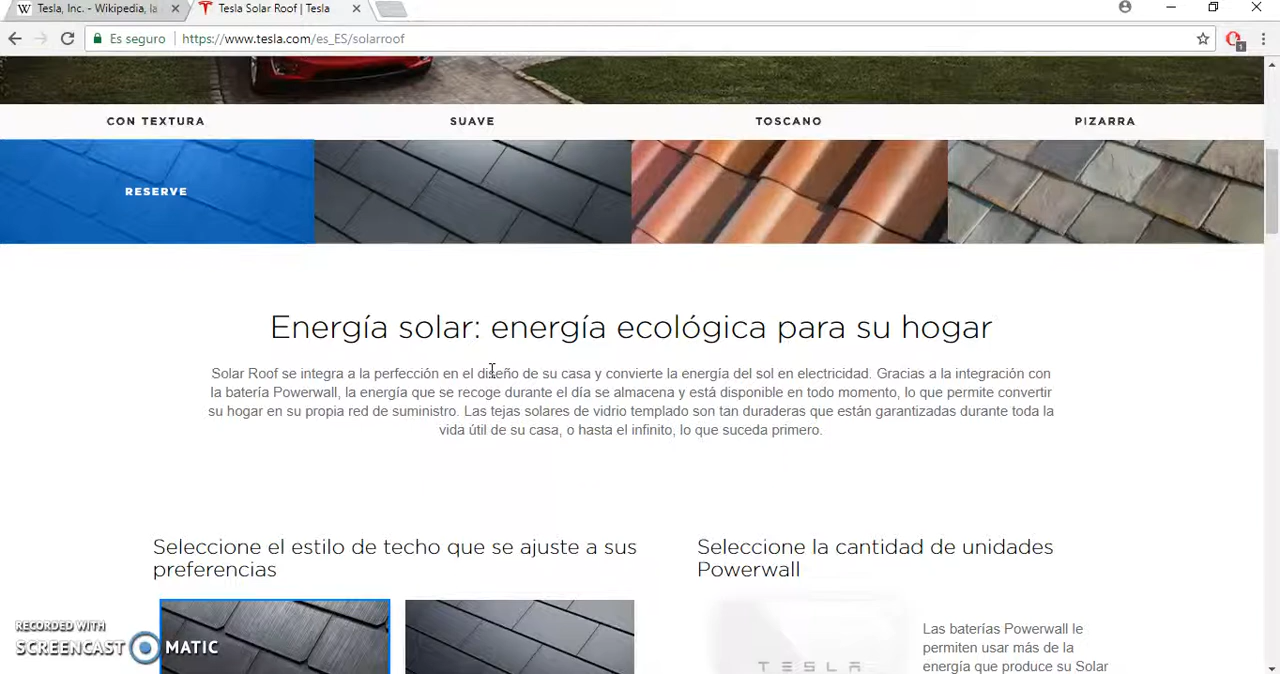 Tesla, Inc. - Wikipedia, la
Tesla Solar Roof | Tesla
Es seguro
https://www.tesla.com/es_ES/solarroof
1
CON TEXTURA
SUAVE
TOSCANO
PIZARRA
RESERVE
Energía solar: energía ecológica para su hogar
Solar Roof se integra a la perfección en el diseño de su casa y convierte la energía del sol en electricidad. Gracias a la integración con
la batería Powerwall, la energía que se recoge durante el día se almacena y está disponible en todo momento, lo que permite convertir
su hogar en su propia red de suministro. Las tejas solares de vidrio templado son tan duraderas que están garantizadas durante toda la
vida útil de su casa, o hasta el infinito, lo que suceda primero.
Seleccione el estilo de techo que se ajuste a sus
preferencias
Seleccione la cantidad de unidades
Powerwall
Las baterías Powerwall le
permiten usar más de la
energía que produce su Solar
TESLA
RECORDED WITH
SCREENCAST MATIC